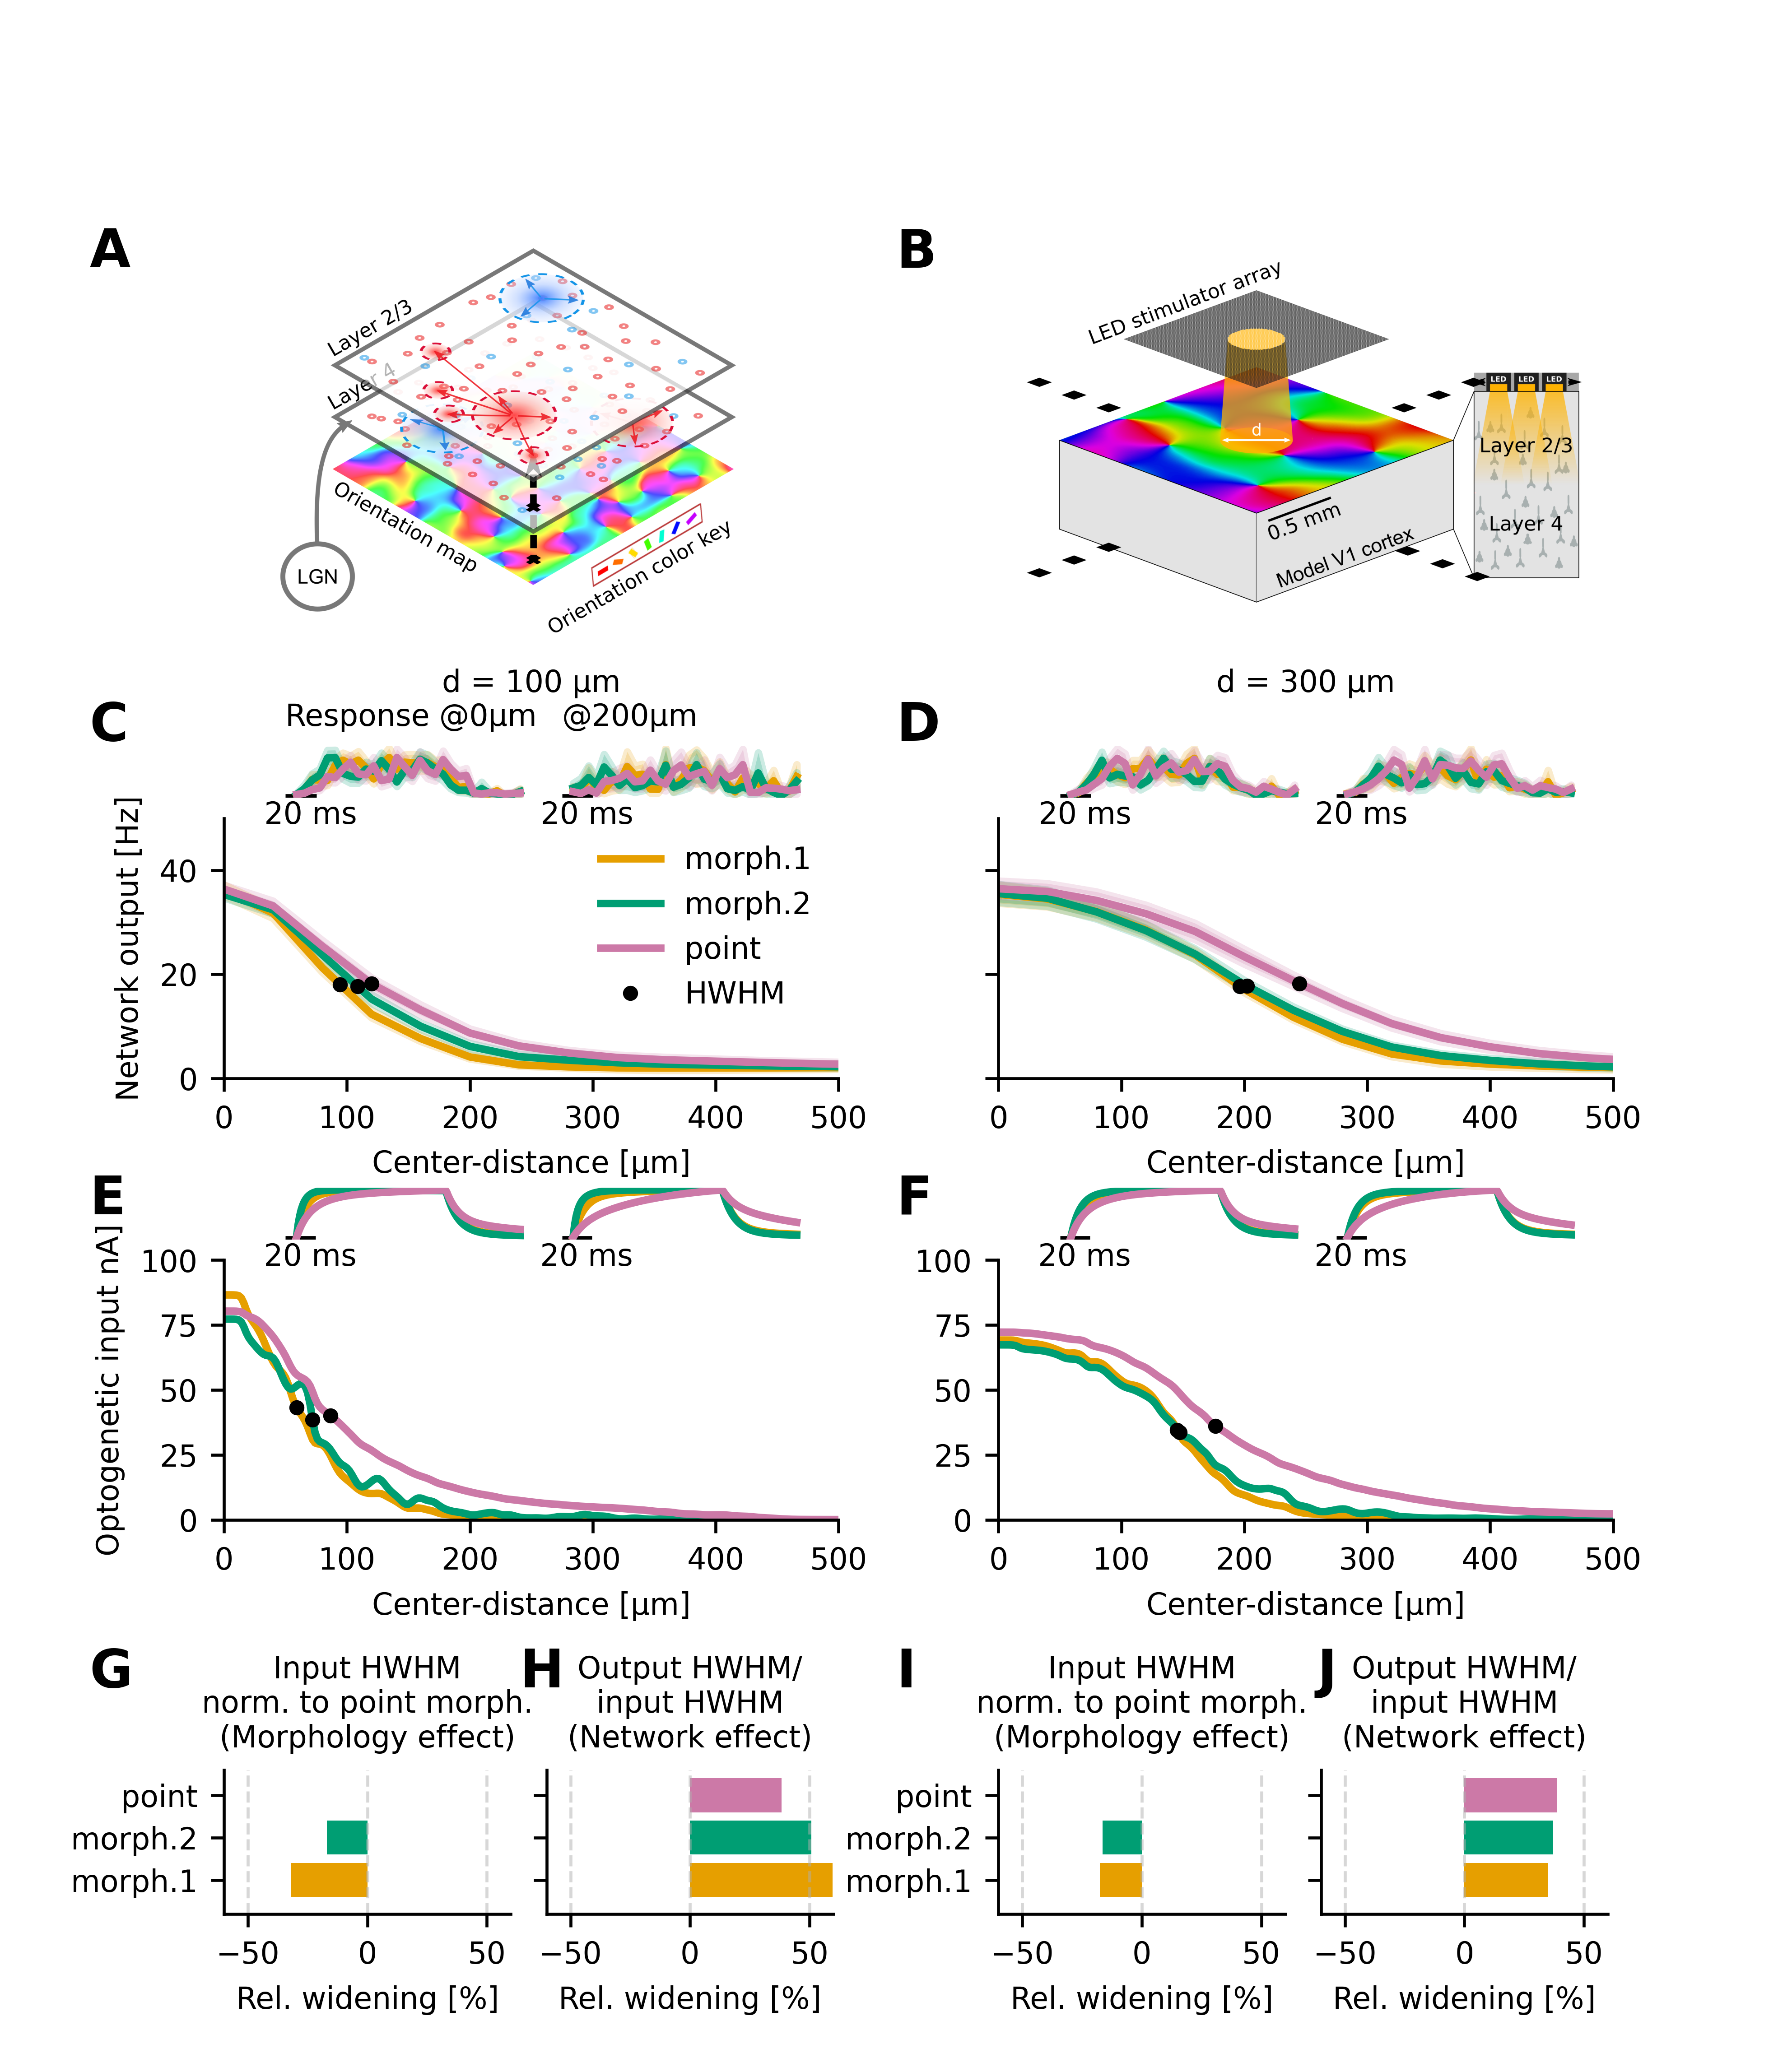 A
B
Layer 2/3
Layer 4
Orientation map
LGN
Orientation color key
LED stimulator array
d
0.5 mm
Model V1 cortex
LED LED LED
Layer 2/3
Layer 4
d = 100 µm
d = 300 µm
C
Response @0µm @200µm
D
20 ms 20 ms
20 ms 20 ms
Network output [Hz]
40
20
0
morph.1
morph.2
point
HWHM
0 100 200 300 400 500
Center-distance [µm]
0 100 200 300 400 500
Center-distance [µm]
E
F
20 ms 20 ms
20 ms 20 ms
Optogenetic input nA]
100
75
50
25
0
0 100 200 300 400 500
Center-distance [µm]
100
75
50
25
0
0 100 200 300 400 500
Center-distance [µm]
G
Input HWHM
norm. to point morph.
(Morphology effect)
point
morph.2
morph.1
−50 0 50
Rel. widening [%]
H
Output HWHM/
input HWHM
(Network effect)
−50 0 50
Rel. widening [%]
I
Input HWHM
norm. to point morph.
(Morphology effect)
point
morph.2
morph.1
−50 0 50
Rel. widening [%]
J
Output HWHM/
input HWHM
(Network effect)
−50 0 50
Rel. widening [%]